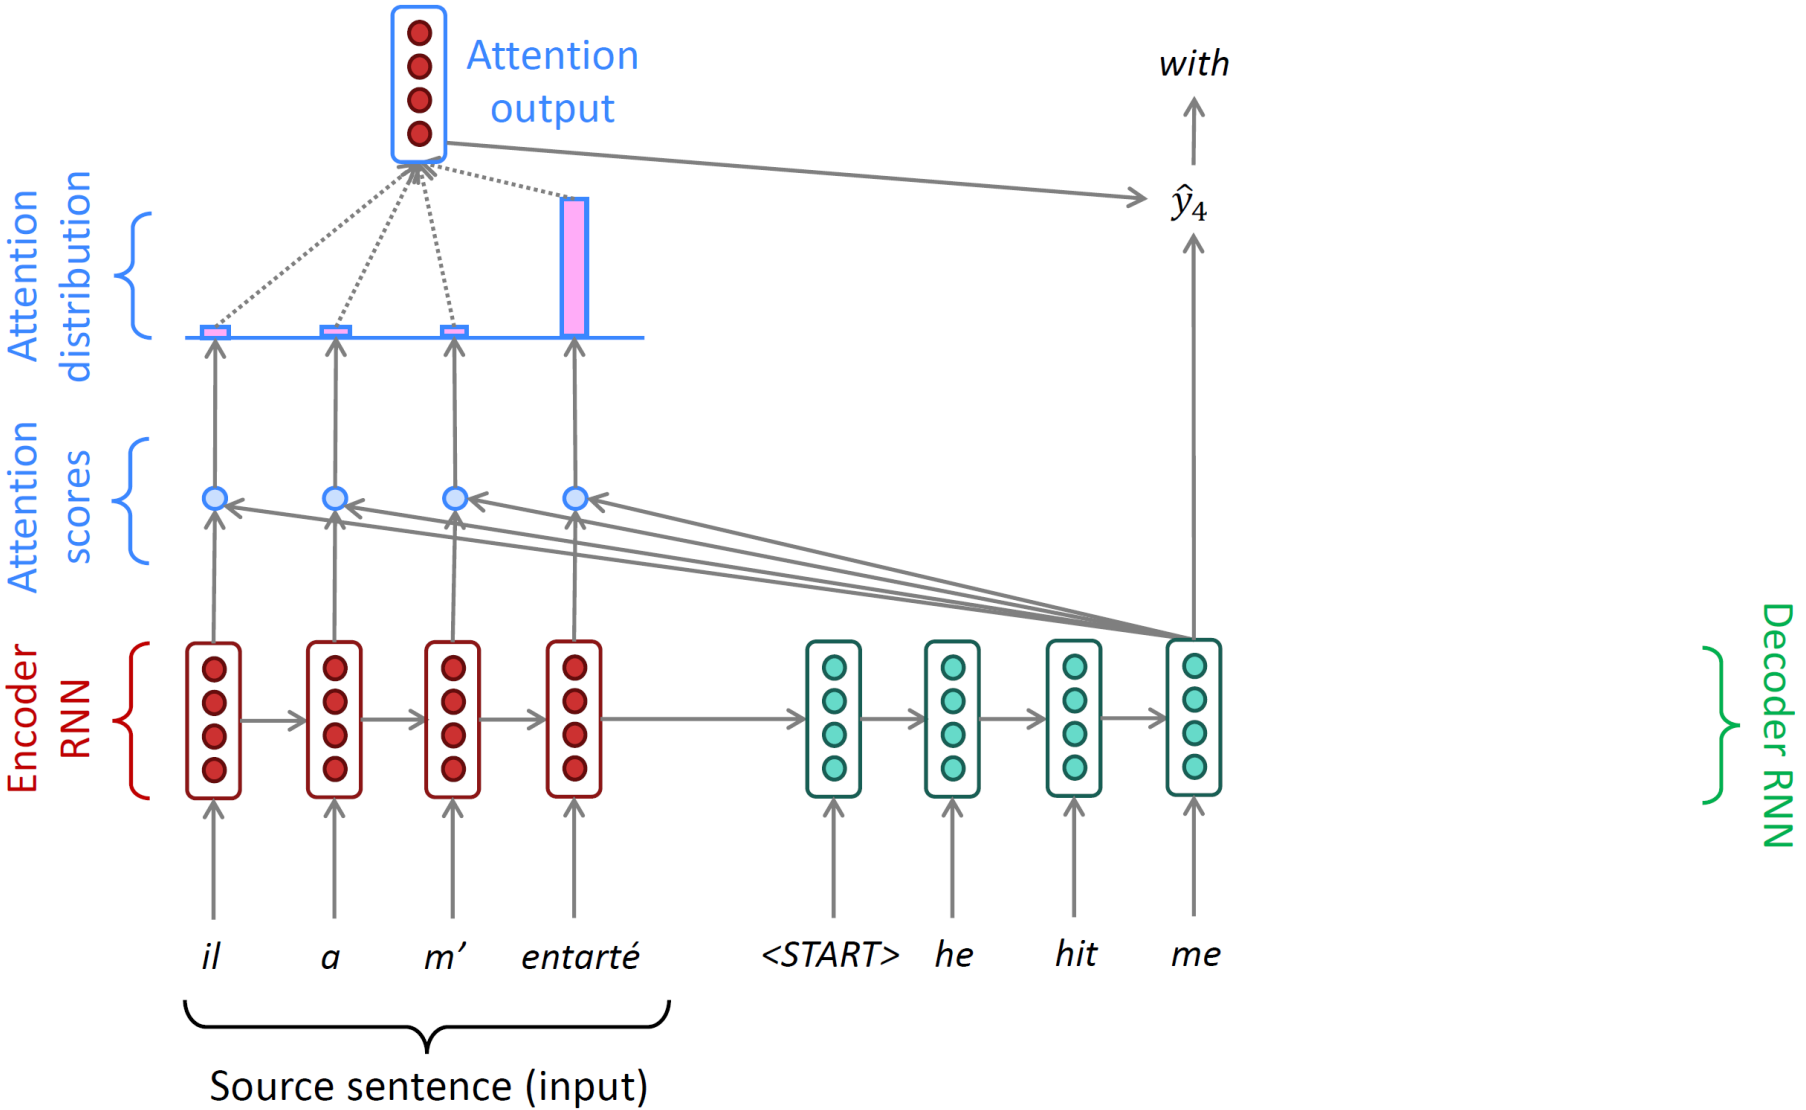 Attention
output
with
ŷ₄
Attention
distribution
Attention
scores
Encoder
RNN
Decoder RNN
il a m’ entarté <START> he hit me
Source sentence (input)